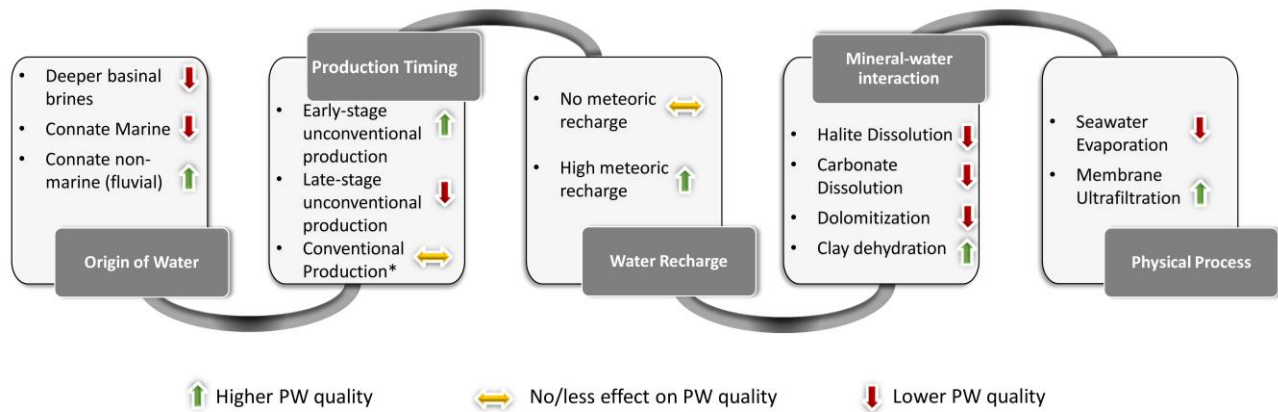 • Deeper basinal
brines
• Connate Marine
• Connate non-
marine (fluvial)
Origin of Water
Production Timing
• Early-stage
unconventional
production
• Late-stage
unconventional
production
• Conventional
Production*
• No meteoric
recharge
• High meteoric
recharge
Water Recharge
Mineral-water
interaction
• Halite Dissolution
• Carbonate
Dissolution
• Dolomitization
• Clay dehydration
• Seawater
Evaporation
• Membrane
Ultrafiltration
Physical Process
Higher PW quality
No/less effect on PW quality
Lower PW quality